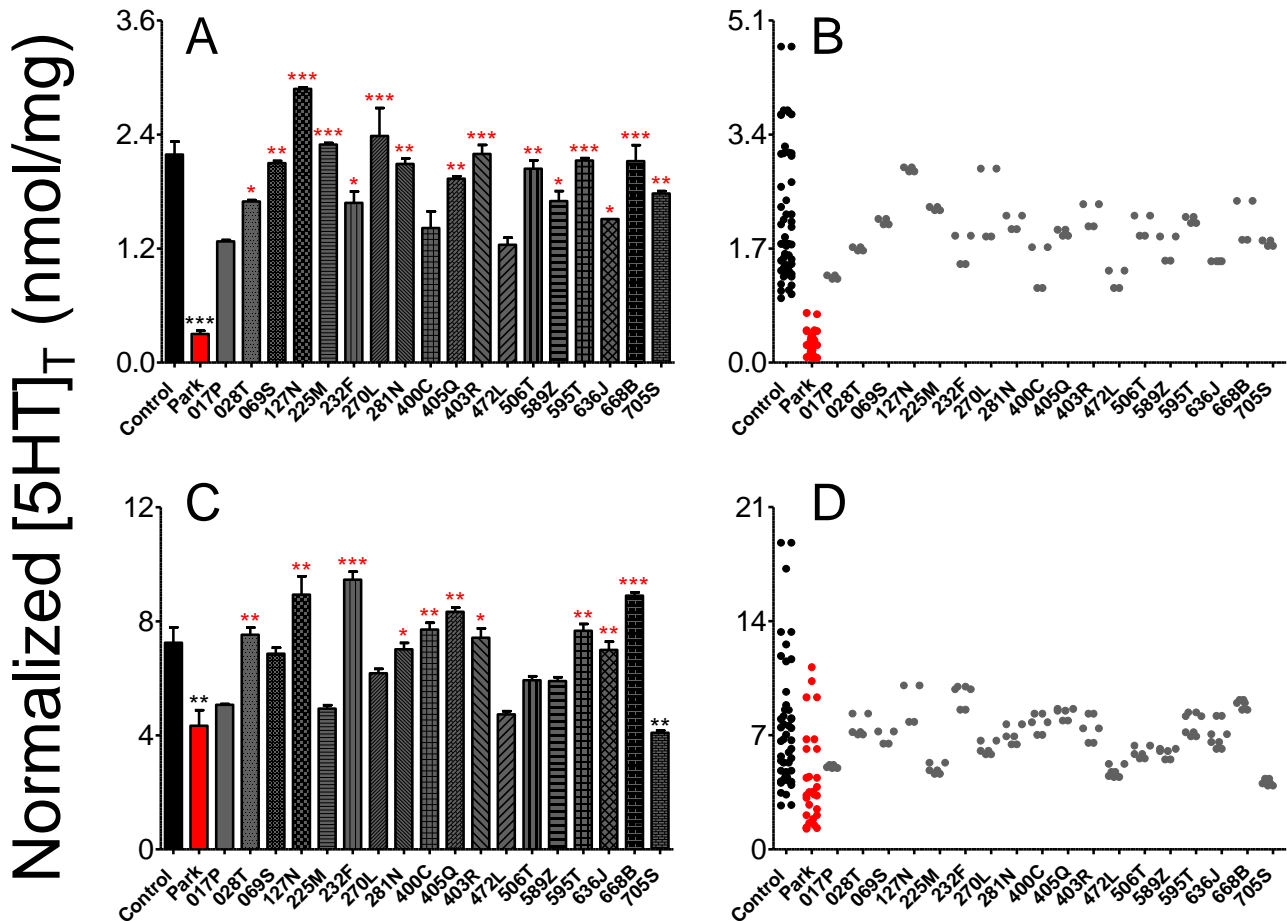 Normalized [5HT]T (nmol/mg)
A
3.6
2.4
1.2
0.0
*** * ** *** *** * *** ** ** *** ** * *** * *** **
Control Park 017P 028T 069S 127N 225M 232F 270L 281N 400C 405Q 403R 472L 506T 589Z 595T 636J 668B 705S
B
5.1
3.4
1.7
0.0
Control Park 017P 028T 069S 127N 225M 232F 270L 281N 400C 405Q 403R 472L 506T 589Z 595T 636J 668B 705S
C
12
8
4
0
** ** ** *** * ** ** * ** ** *** **
Control Park 017P 028T 069S 127N 225M 232F 270L 281N 400C 405Q 403R 472L 506T 589Z 595T 636J 668B 705S
D
21
14
7
0
Control Park 017P 028T 069S 127N 225M 232F 270L 281N 400C 405Q 403R 472L 506T 589Z 595T 636J 668B 705S